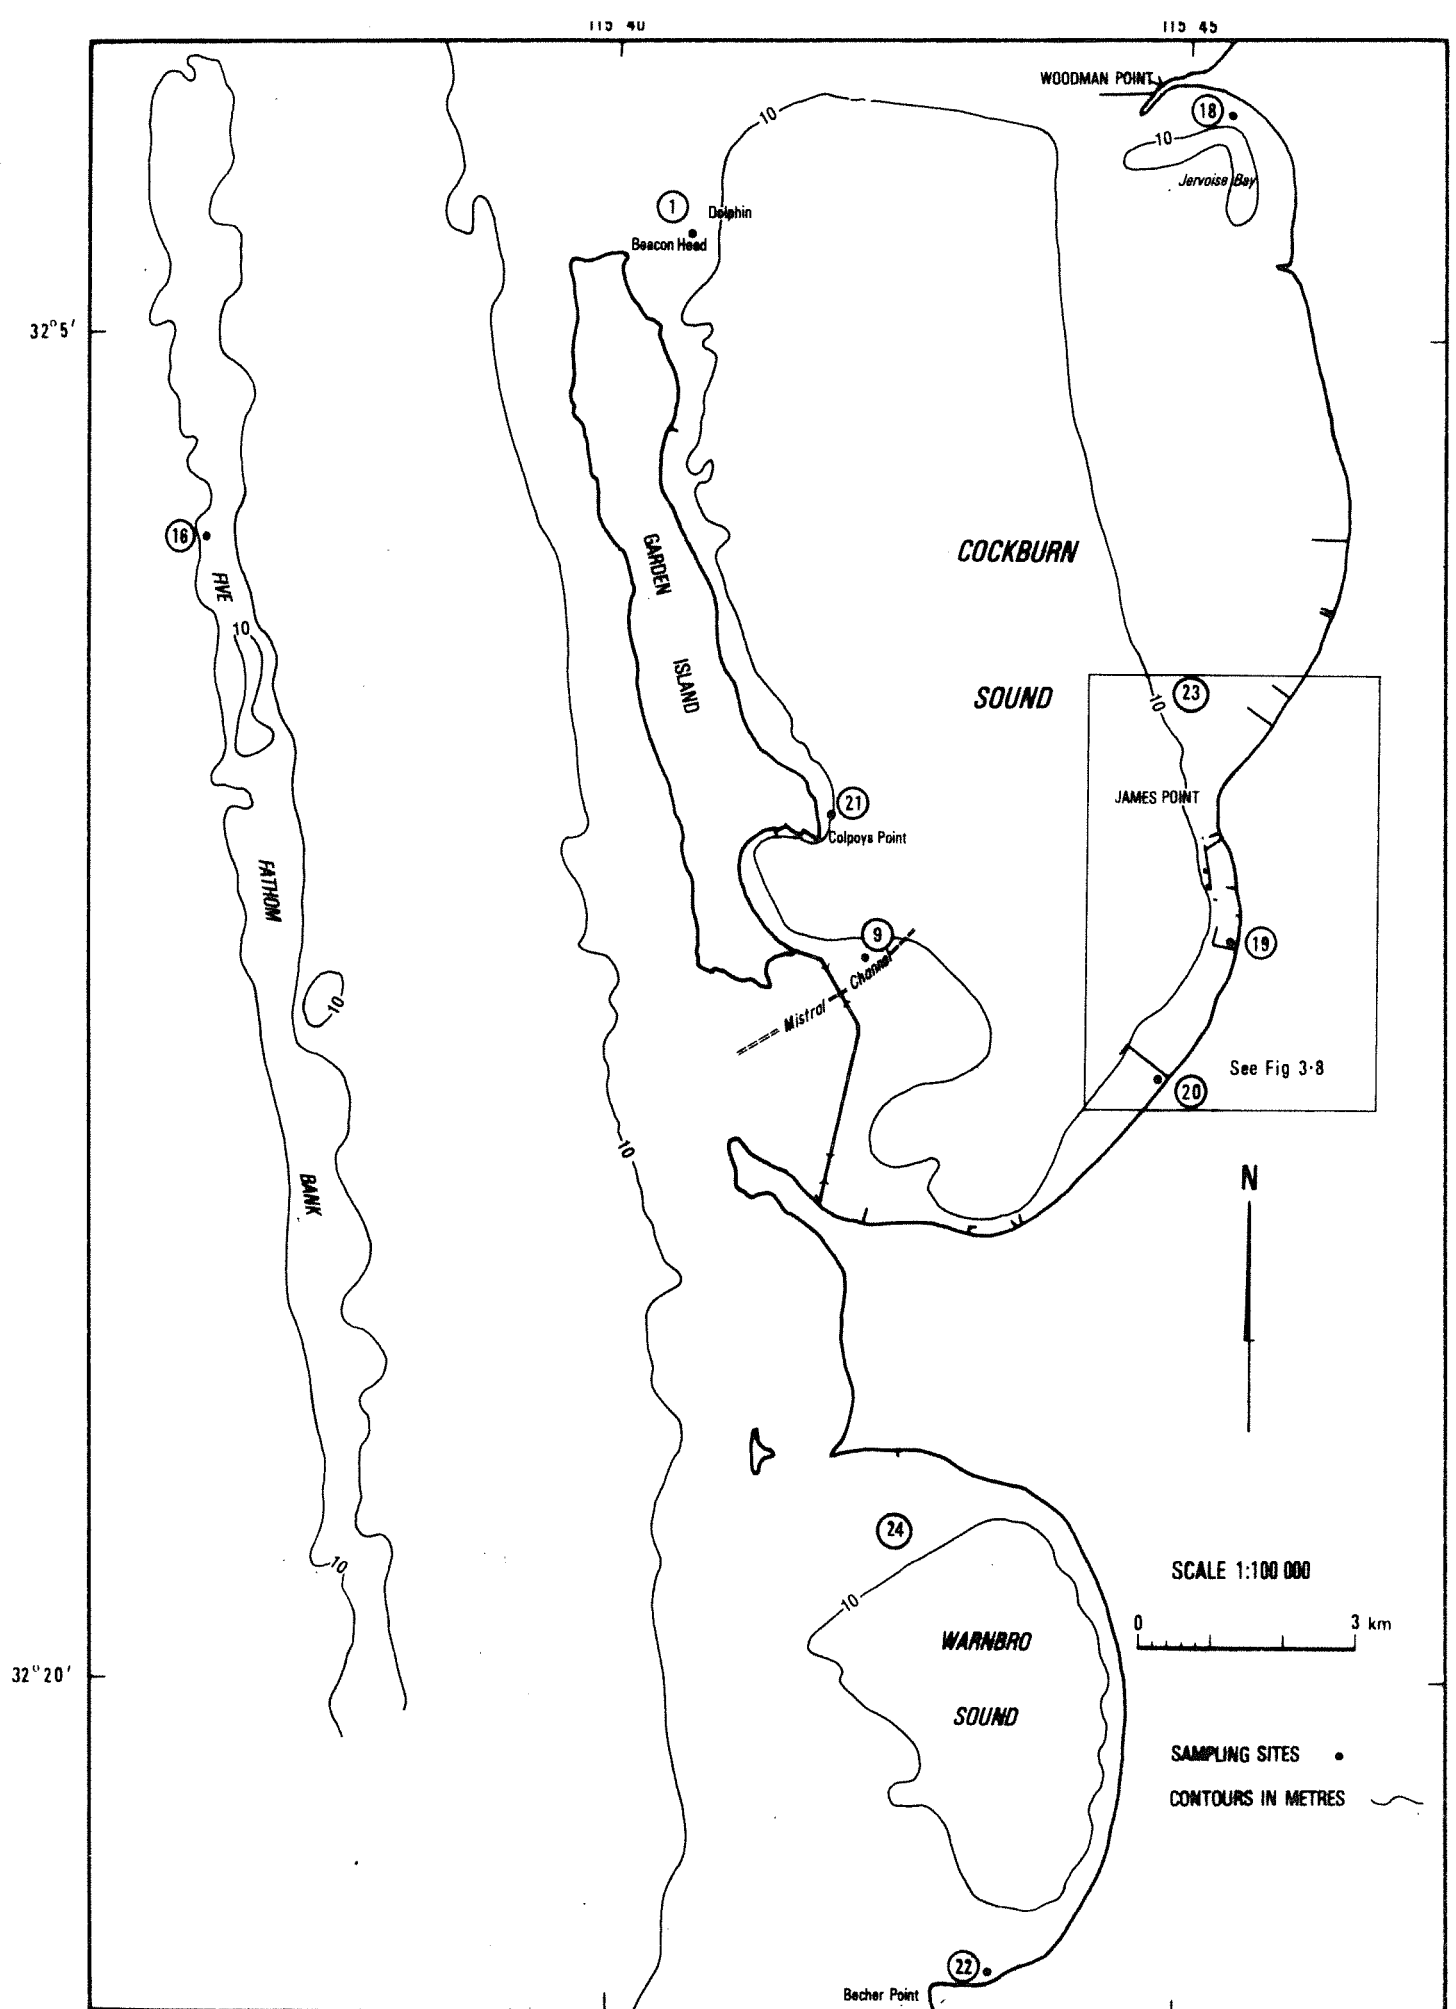 115 40
115 45
WOODMAN POINT
18
10
10
Jervoise Bay
1
Dolphin
Beacon Head
32°5'
16
FIVE
10
GARDEN
COCKBURN
ISLAND
SOUND
23
10
JAMES POINT
21
Colpoys Point
FATHOM
9
19
Mistral Channel
10
See Fig 3·8
20
10
BANK
N
24
10
SCALE 1:100 000
10
0 3 km
WARNBRO
32°20'
SOUND
SAMPLING SITES
CONTOURS IN METRES
22
Becher Point